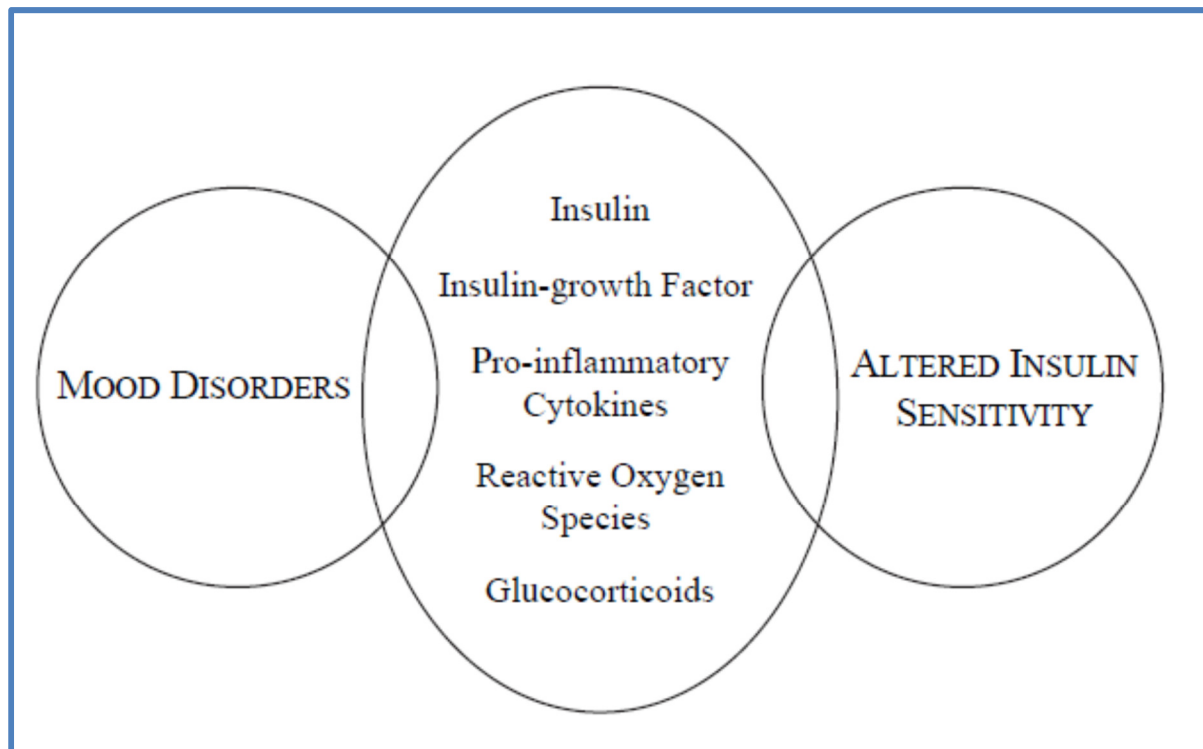 MOOD DISORDERS
Insulin
Insulin-growth Factor
Pro-inflammatory
Cytokines
Reactive Oxygen
Species
Glucocorticoids
ALTERED INSULIN
SENSITIVITY